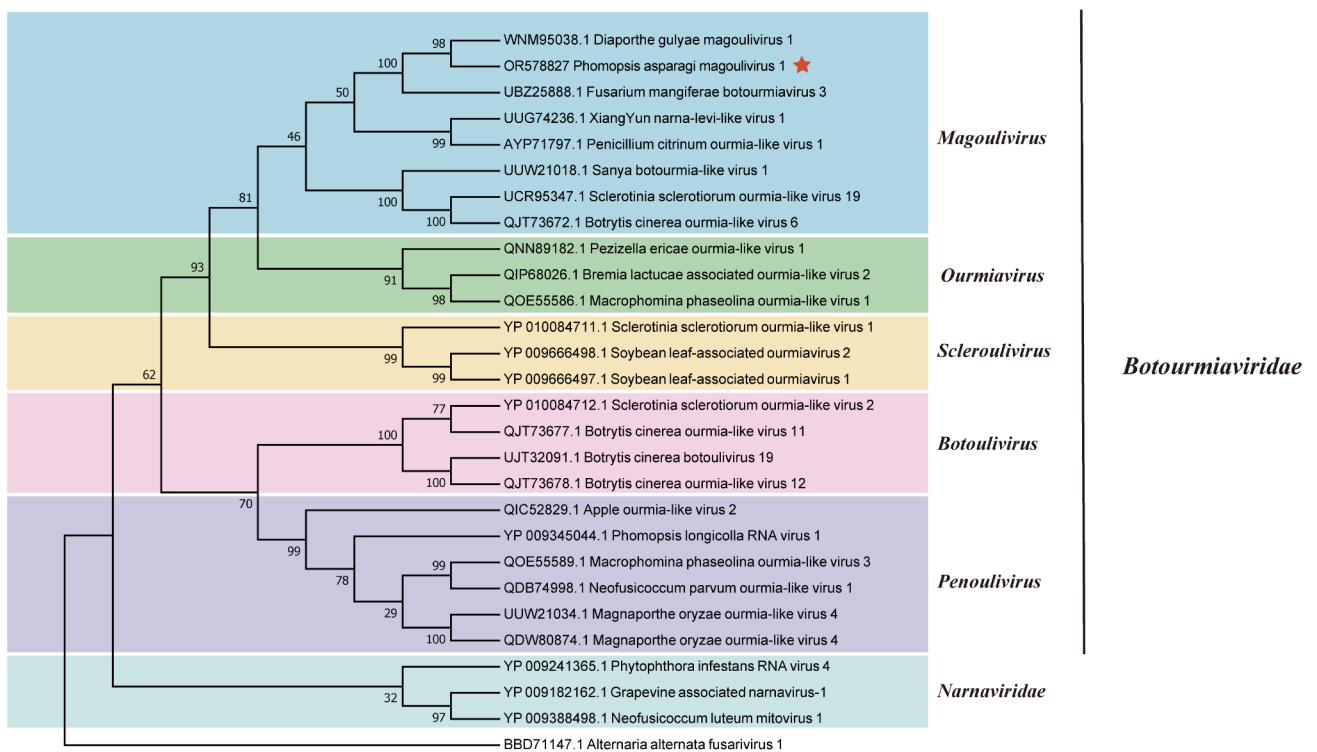 WNM95038.1 Diaporthe gulyae magoulivirus 1
98
OR578827 Phomopsis asparagi magoulivirus 1
100
UBZ25888.1 Fusarium mangiferae botourmiavirus 3
50
UUG74236.1 XiangYun narna-levi-like virus 1
46
99
AYP71797.1 Penicillium citrinum ourmia-like virus 1
Magoulivirus
UUW21018.1 Sanya botourmia-like virus 1
81
100
UCR95347.1 Sclerotinia sclerotiorum ourmia-like virus 19
100
QJT73672.1 Botrytis cinerea ourmia-like virus 6
QNN89182.1 Pezizella ericae ourmia-like virus 1
93
91
QIP68026.1 Bremia lactucae associated ourmia-like virus 2
Ourmiavirus
98
QOE55586.1 Macrophomina phaseolina ourmia-like virus 1
YP 010084711.1 Sclerotinia sclerotiorum ourmia-like virus 1
99
YP 009666498.1 Soybean leaf-associated ourmiavirus 2
Scleroulivirus
62
99
YP 009666497.1 Soybean leaf-associated ourmiavirus 1
Botourmiaviridae
YP 010084712.1 Sclerotinia sclerotiorum ourmia-like virus 2
77
100
QJT73677.1 Botrytis cinerea ourmia-like virus 11
Botoulivirus
UJT32091.1 Botrytis cinerea botoulivirus 19
100
QJT73678.1 Botrytis cinerea ourmia-like virus 12
70
QIC52829.1 Apple ourmia-like virus 2
99
YP 009345044.1 Phomopsis longicolla RNA virus 1
78
99
QOE55589.1 Macrophomina phaseolina ourmia-like virus 3
Penoulivirus
QDB74998.1 Neofusicoccum parvum ourmia-like virus 1
29
UUW21034.1 Magnaporthe oryzae ourmia-like virus 4
100
QDW80874.1 Magnaporthe oryzae ourmia-like virus 4
YP 009241365.1 Phytophthora infestans RNA virus 4
32
YP 009182162.1 Grapevine associated narnavirus-1
Narnaviridae
97
YP 009388498.1 Neofusicoccum luteum mitovirus 1
BBD71147.1 Alternaria alternata fusarivirus 1